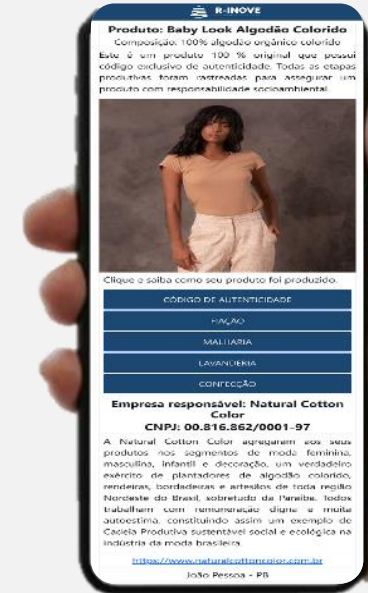 R-INOVE
Produto: Baby Look Algodão Colorido
Composição: 100% algodão orgânico colorido
Este é um produto 100 % original que possui
código exclusivo de autenticidade. Todas as etapas
produtivas foram rastreadas para assegurar um
produto com responsabilidade socioambiental.
Clique e saiba como seu produto foi produzido.
CÓDIGO DE AUTENTICIDADE
FIAÇÃO
MALHARIA
LAVANDERIA
CONFECÇÃO
Empresa responsável: Natural Cotton
Color
CNPJ: 00.816.862/0001-97
A Natural Cotton Color agregaram aos seus
produtos nos segmentos de moda feminina,
masculina, infantil e decoração, um verdadeiro
exército de plantadores de algodão colorido,
rendeiras, bordadeiras e artesãos de toda região
Nordeste do Brasil, sobretudo da Paraíba. Todos
trabalham com remuneração digna e muita
autoestima, constituindo assim um exemplo de
Cadeia Produtiva sustentável social e ecológica na
indústria da moda brasileira.
https://www.naturalcottoncolor.com.br
João Pessoa - PB